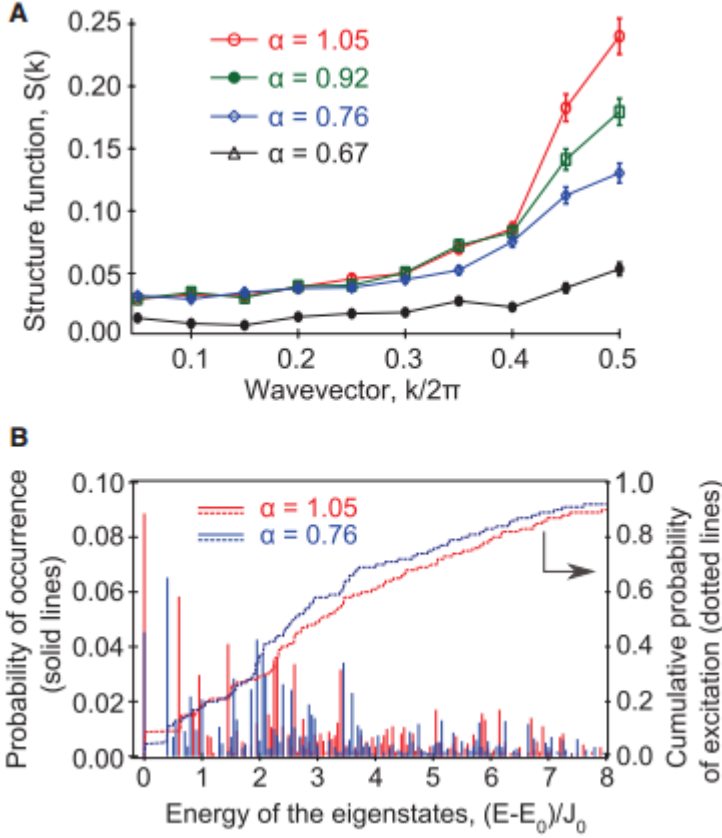 A
Structure function, S(k)
0.25
0.20
0.15
0.10
0.05
0.00
α = 1.05
α = 0.92
α = 0.76
α = 0.67
0.1 0.2 0.3 0.4 0.5
Wavevector, k/2π
B
Probability of occurrence
(solid lines)
0.10
0.08
0.06
0.04
0.02
0.00
α = 1.05
α = 0.76
1.0
0.8
0.6
0.4
0.2
0.0
Cumulative probability
of excitation (dotted lines)
0 1 2 3 4 5 6 7 8
Energy of the eigenstates, (E-E₀)/J₀